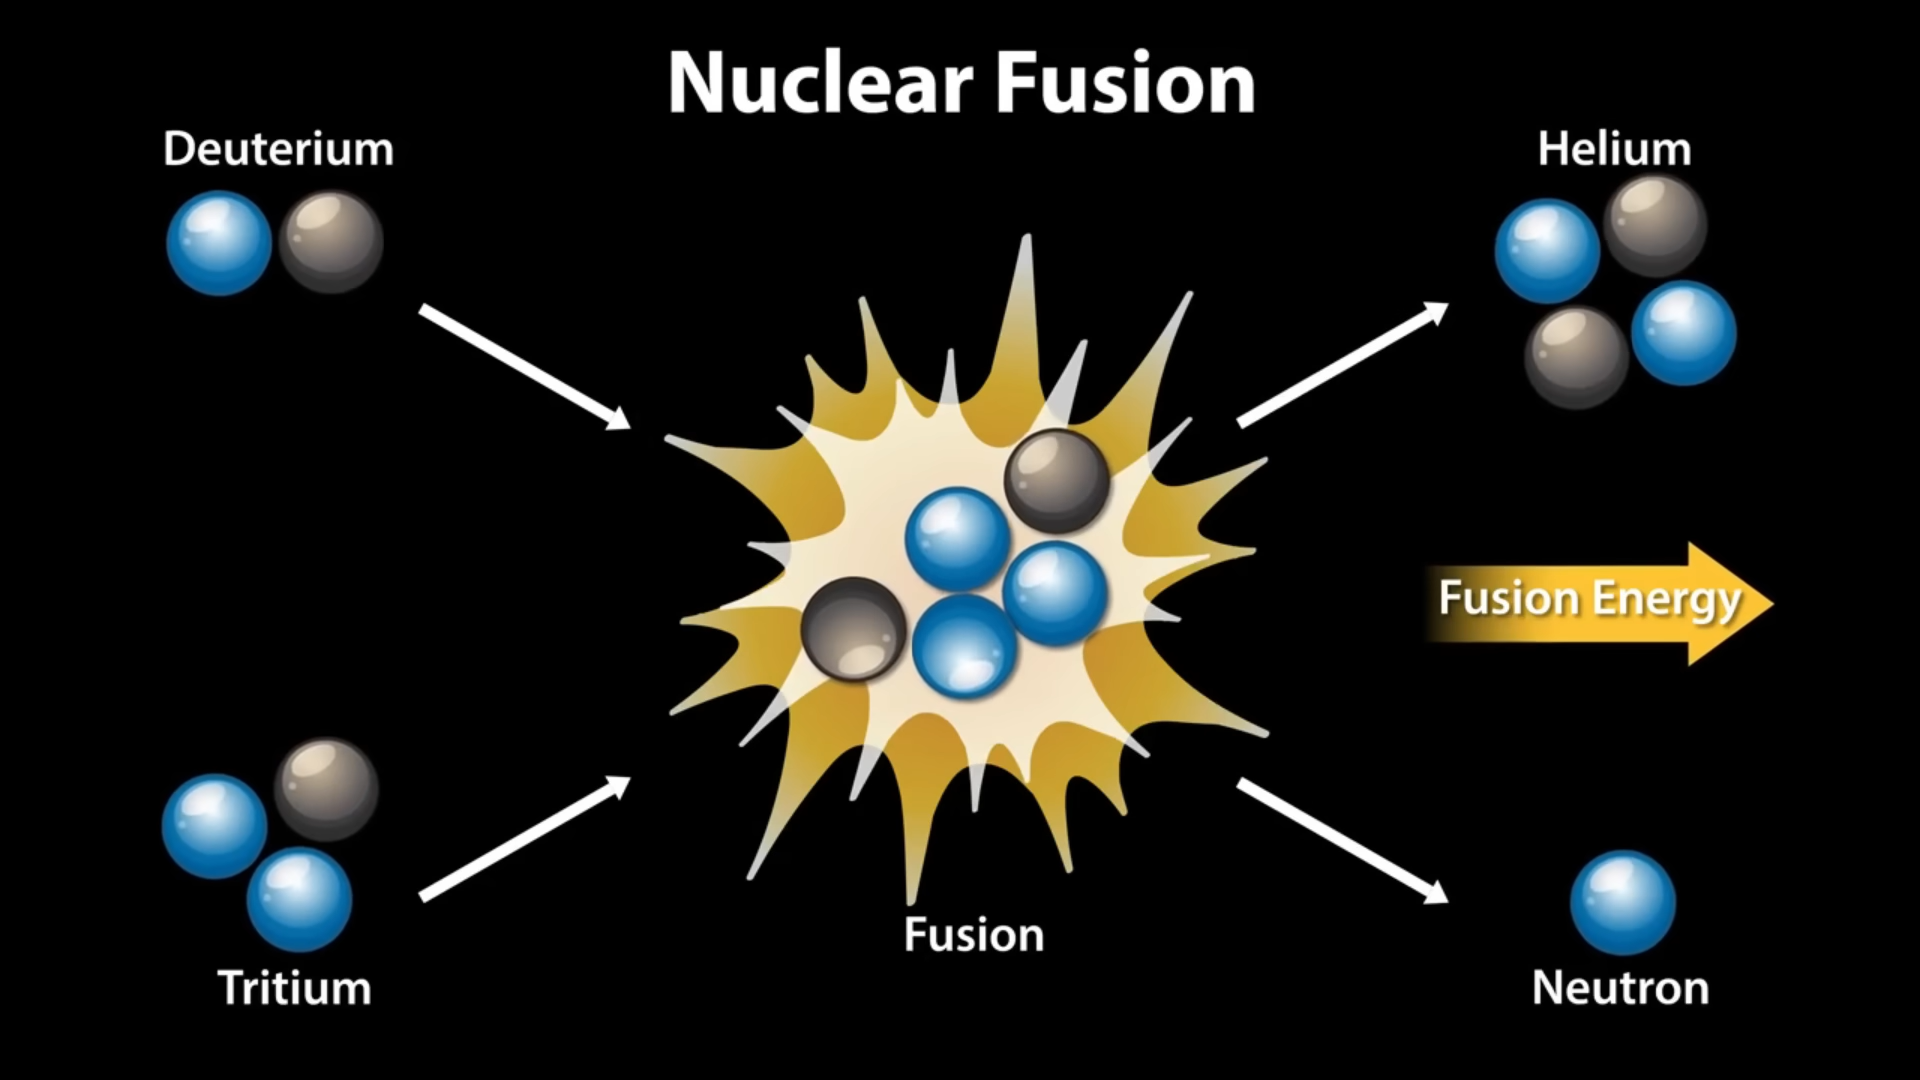 Nuclear Fusion
Deuterium
Helium
Fusion Energy
Fusion
Tritium
Neutron